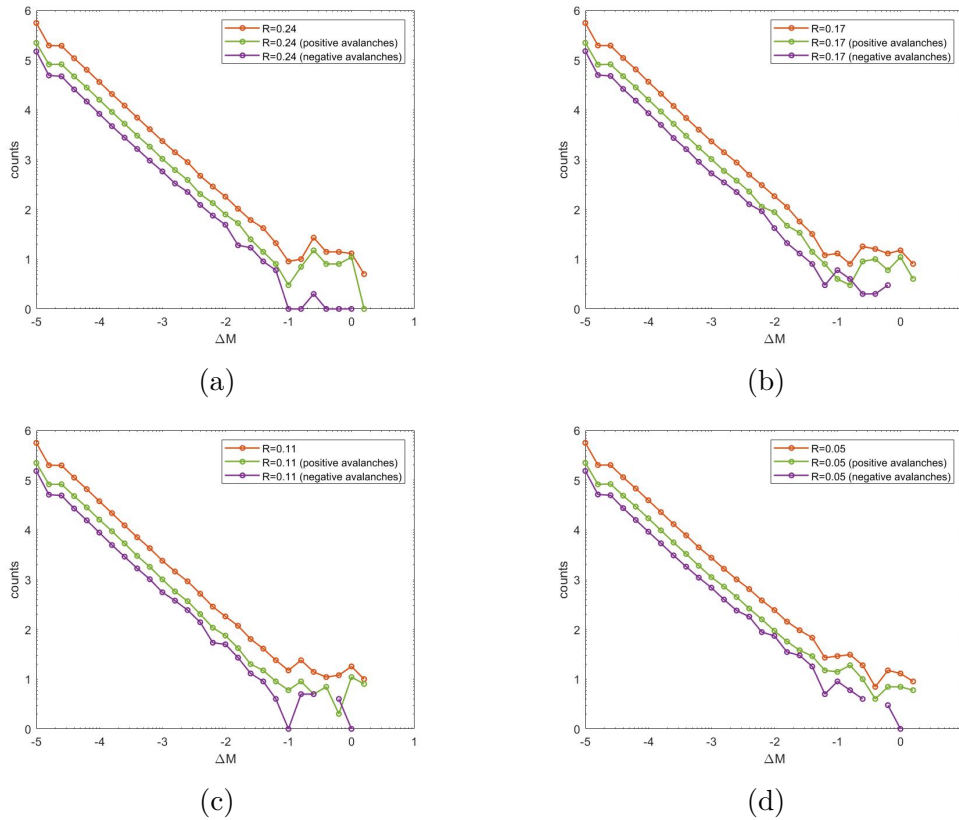 6
5
4
3
2
1
0
counts
-5 -4 -3 -2 -1 0 1
ΔM
R=0.24
R=0.24 (positive avalanches)
R=0.24 (negative avalanches)
(a)
6
5
4
3
2
1
0
counts
-5 -4 -3 -2 -1 0
ΔM
R=0.17
R=0.17 (positive avalanches)
R=0.17 (negative avalanches)
(b)
6
5
4
3
2
1
0
counts
-5 -4 -3 -2 -1 0 1
ΔM
R=0.11
R=0.11 (positive avalanches)
R=0.11 (negative avalanches)
(c)
6
5
4
3
2
1
0
counts
-5 -4 -3 -2 -1 0
ΔM
R=0.05
R=0.05 (positive avalanches)
R=0.05 (negative avalanches)
(d)